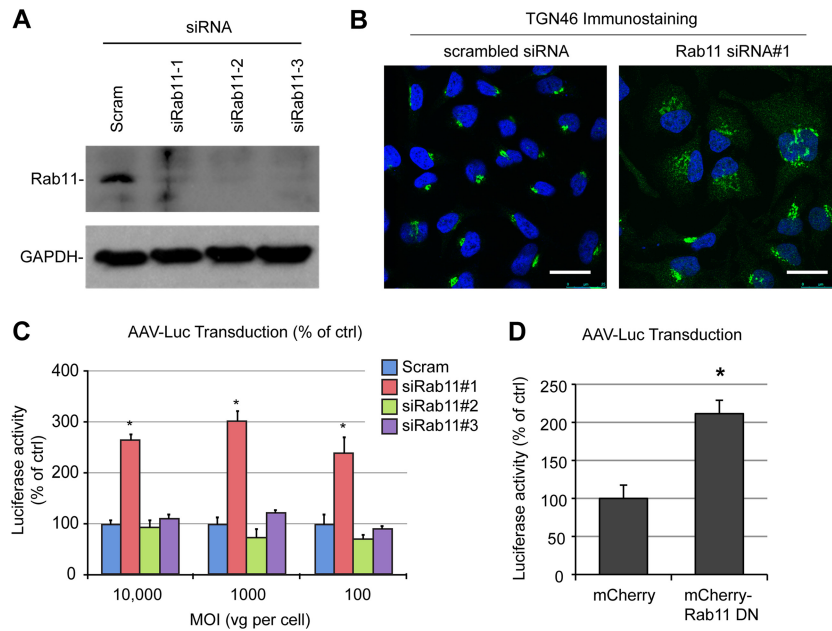 A
siRNA
Scram
siRab11-1
siRab11-2
siRab11-3
Rab11-
GAPDH-
B
TGN46 Immunostaining
scrambled siRNA
Rab11 siRNA#1
C
AAV-Luc Transduction (% of ctrl)
Luciferase activity
(% of ctrl)
400
300
200
100
0
*
*
*
10,000
1000
100
MOI (vg per cell)
Scram
siRab11#1
siRab11#2
siRab11#3
D
AAV-Luc Transduction
Luciferase activity (% of ctrl)
250
200
150
100
50
0
*
mCherry
mCherry-
Rab11 DN